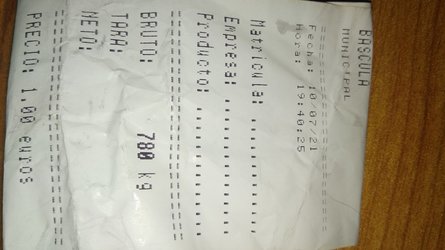 BASCULA
MUNICIPAL
====================
Fecha: 10/07/21
Hora: 19:40:25
====================
Matricula: ................
Empresa: ................
Producto: ................
====================
BRUTO: 780 kg
TARA:
NETO:
====================
PRECIO: 1,00 euros